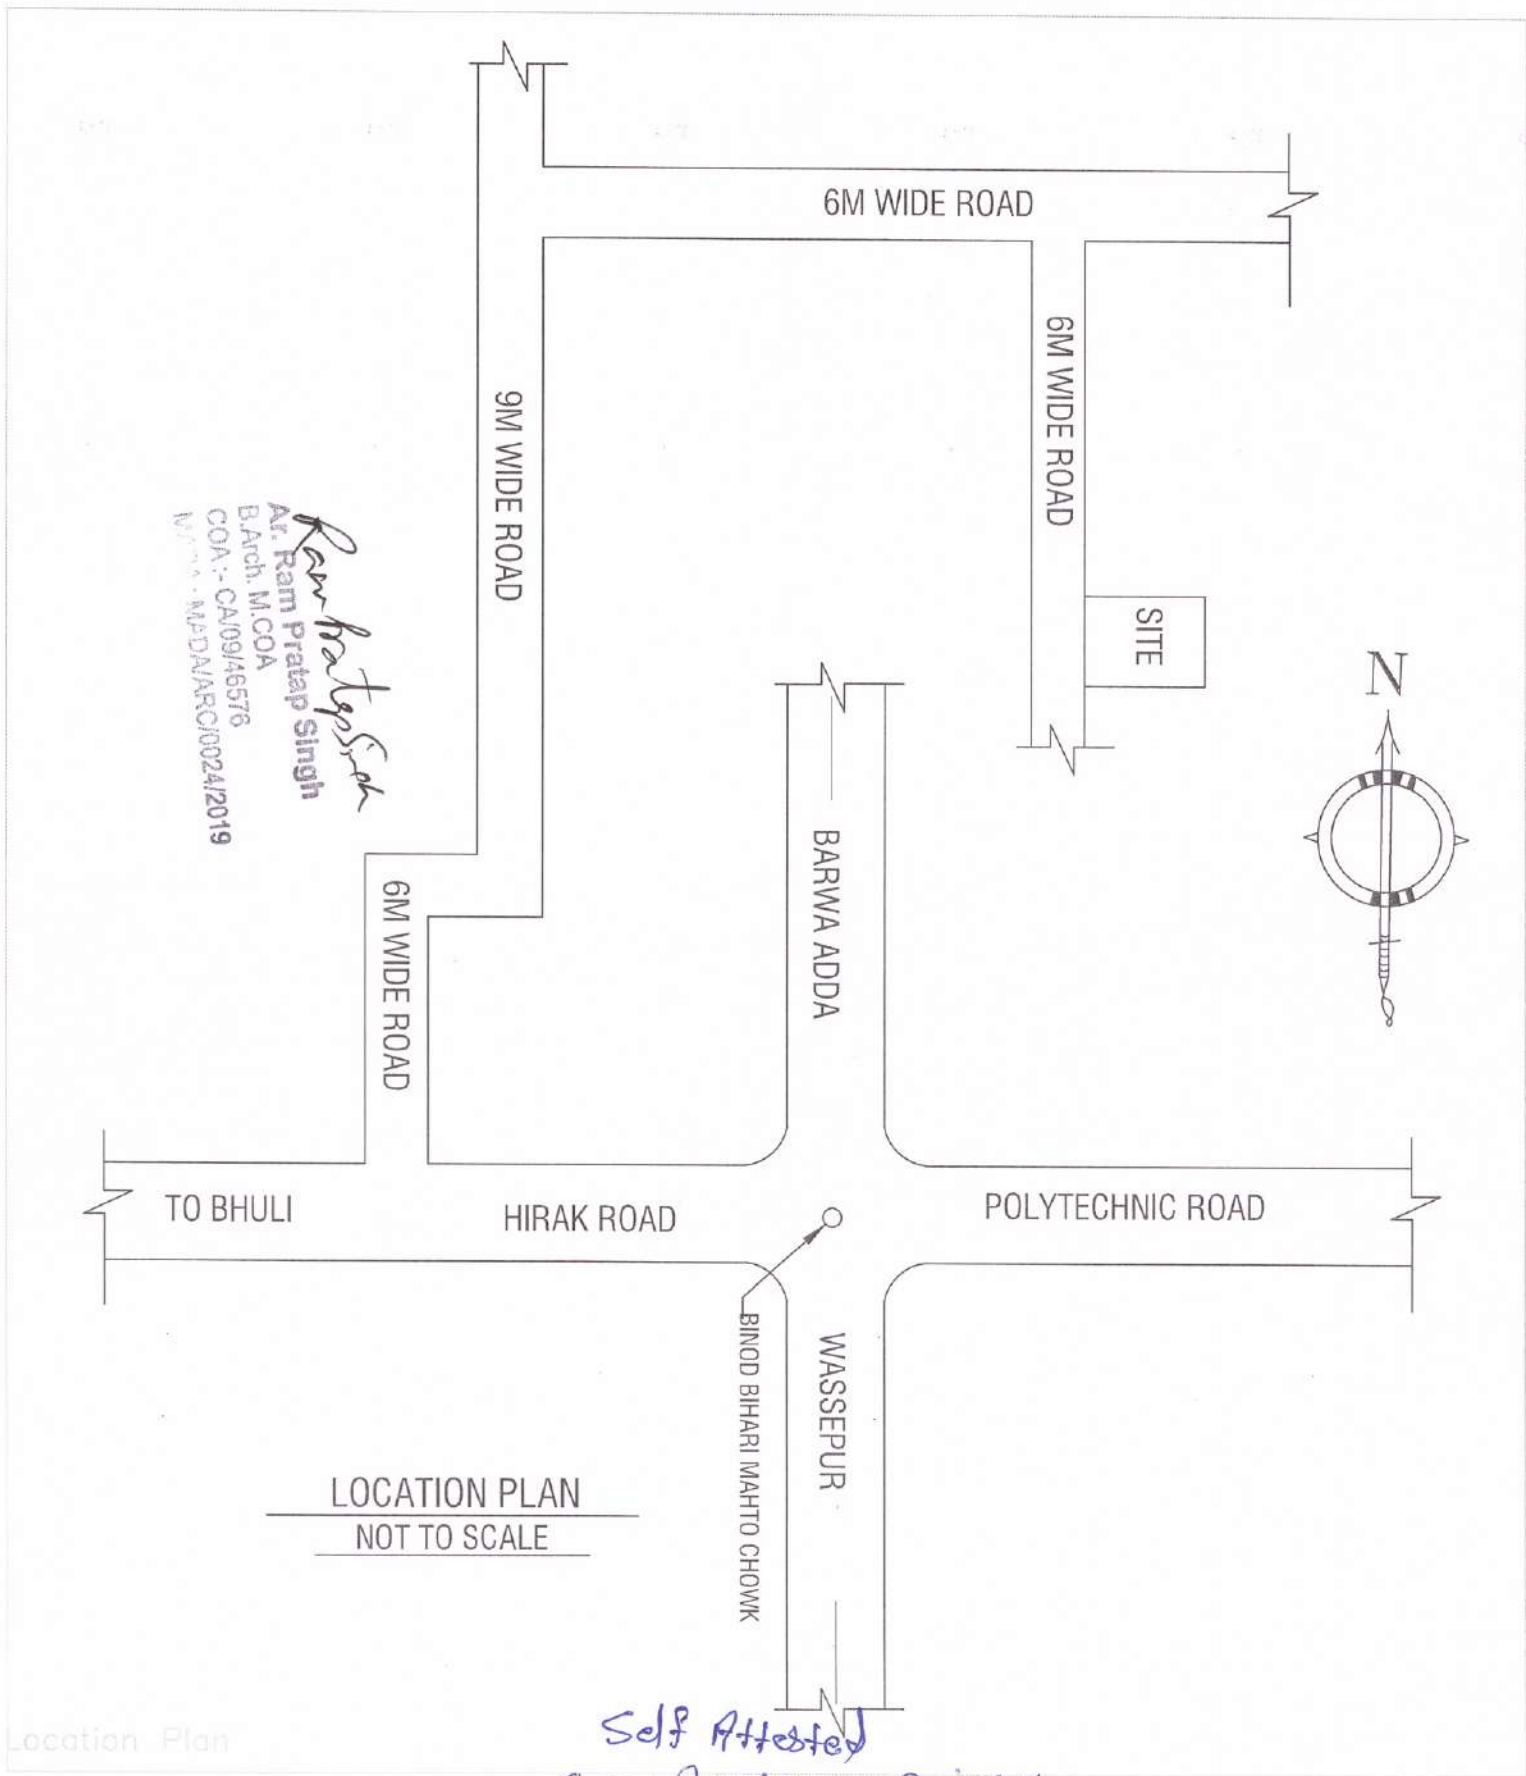 6M WIDE ROAD
6M WIDE ROAD
9M WIDE ROAD
SITE
N
Ar. Ram Pratap Singh
B.Arch. M.COA
COA :- CA/09/46576
MADA/ARC/0024/2019
BARWA ADDA
6M WIDE ROAD
TO BHULI
HIRAK ROAD
POLYTECHNIC ROAD
BINOD BIHARI MAHTO CHOWK
WASSEPUR
LOCATION PLAN
NOT TO SCALE
Self Attested
Location Plan